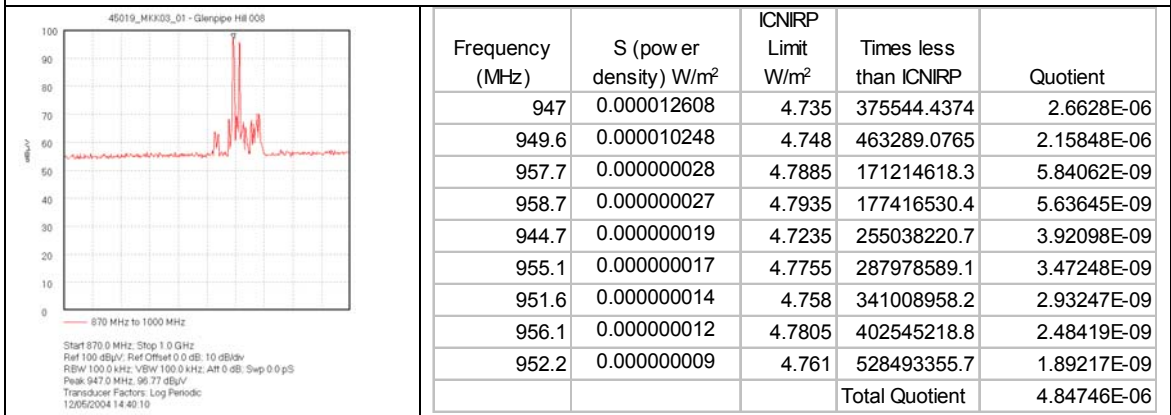 45019_MKK03_01 - Glenpipe Hill 008
100
90
80
70
60
50
40
30
20
10
0
dBµV
870 MHz to 1000 MHz
Start 870.0 MHz; Stop 1.0 GHz
Ref 100 dBµV; Ref Offset 0.0 dB; 10 dB/div
RBW 100.0 kHz; VBW 100.0 kHz; Att 0 dB; Swp 0.0 pS
Peak 947.0 MHz, 96.77 dBµV
Transducer Factors: Log Periodic
12/05/2004 14:40:10
Frequency (MHz) S (power density) W/m² ICNIRP Limit W/m² Times less than ICNIRP Quotient
947 0.000012608 4.735 375544.4374 2.6628E-06
949.6 0.000010248 4.748 463289.0765 2.15848E-06
957.7 0.000000028 4.7885 171214618.3 5.84062E-09
958.7 0.000000027 4.7935 177416530.4 5.63645E-09
944.7 0.000000019 4.7235 255038220.7 3.92098E-09
955.1 0.000000017 4.7755 287978589.1 3.47248E-09
951.6 0.000000014 4.758 341008958.2 2.93247E-09
956.1 0.000000012 4.7805 402545218.8 2.48419E-09
952.2 0.000000009 4.761 528493355.7 1.89217E-09
Total Quotient 4.84746E-06